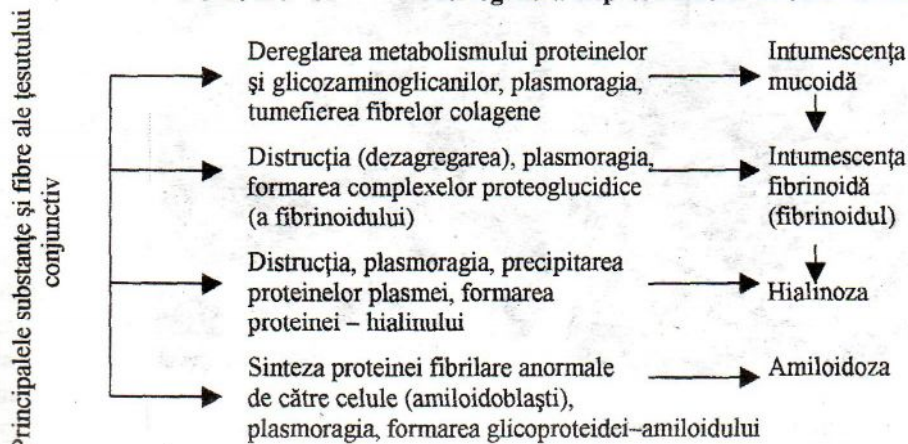 Principalele substanțe și fibre ale țesutului
conjunctiv
Dereglarea metabolismului proteinelor
și glicozaminoglicanilor, plasmoragia,
tumefierea fibrelor colagene
Intumescența
mucoidă
Distrucția (dezagregarea), plasmoragia,
formarea complexelor proteoglucidice
(a fibrinoidului)
Intumescența
fibrinoidă
(fibrinoidul)
Distrucția, plasmoragia, precipitarea
proteinelor plasmei, formarea
proteinei – hialinului
Hialinoza
Sinteza proteinei fibrilare anormale
de către celule (amiloidoblaști),
plasmoragia, formarea glicoproteidei–amiloidului
Amiloidoza